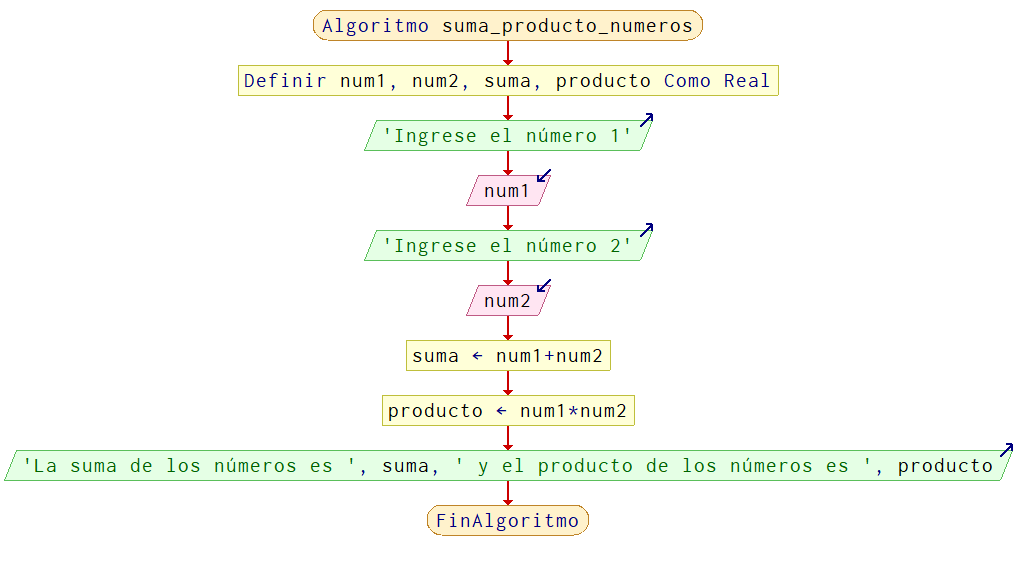 Algoritmo suma_producto_numeros
Definir num1, num2, suma, producto Como Real
'Ingrese el número 1'
num1
'Ingrese el número 2'
num2
suma ← num1+num2
producto ← num1*num2
'La suma de los números es ', suma, ' y el producto de los números es ', producto
FinAlgoritmo